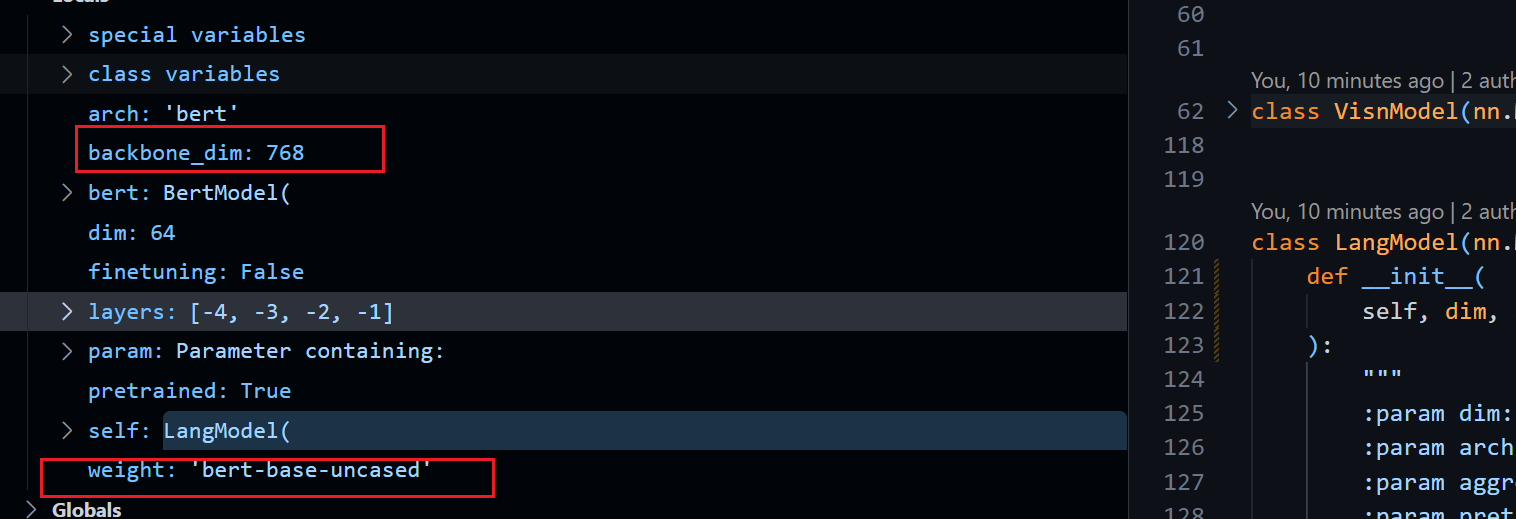 Locals
special variables
class variables
arch: 'bert'
backbone_dim: 768
bert: BertModel(
dim: 64
finetuning: False
layers: [-4, -3, -2, -1]
param: Parameter containing:
pretrained: True
self: LangModel(
weight: 'bert-base-uncased'
Globals
60
61
You, 10 minutes ago | 2 auth
62 class VisnModel(nn.
118
119
You, 10 minutes ago | 2 auth
120 class LangModel(nn.
121 def __init__(
122 self, dim,
123 ):
124 """
125 :param dim:
126 :param arch
127 :param aggr
128 :param pret